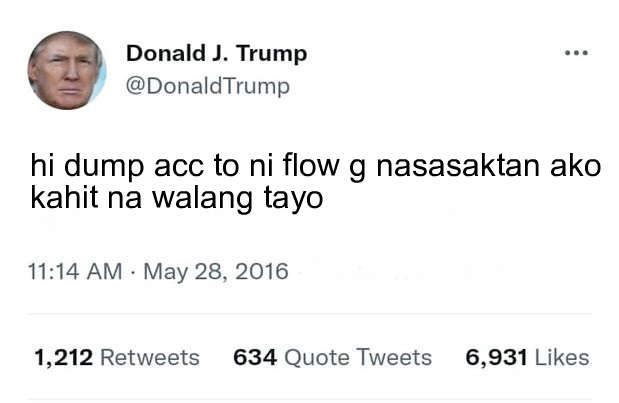 Donald J. Trump
@DonaldTrump
hi dump acc to ni flow g nasasaktan ako
kahit na walang tayo
11:14 AM · May 28, 2016
1,212 Retweets 634 Quote Tweets 6,931 Likes